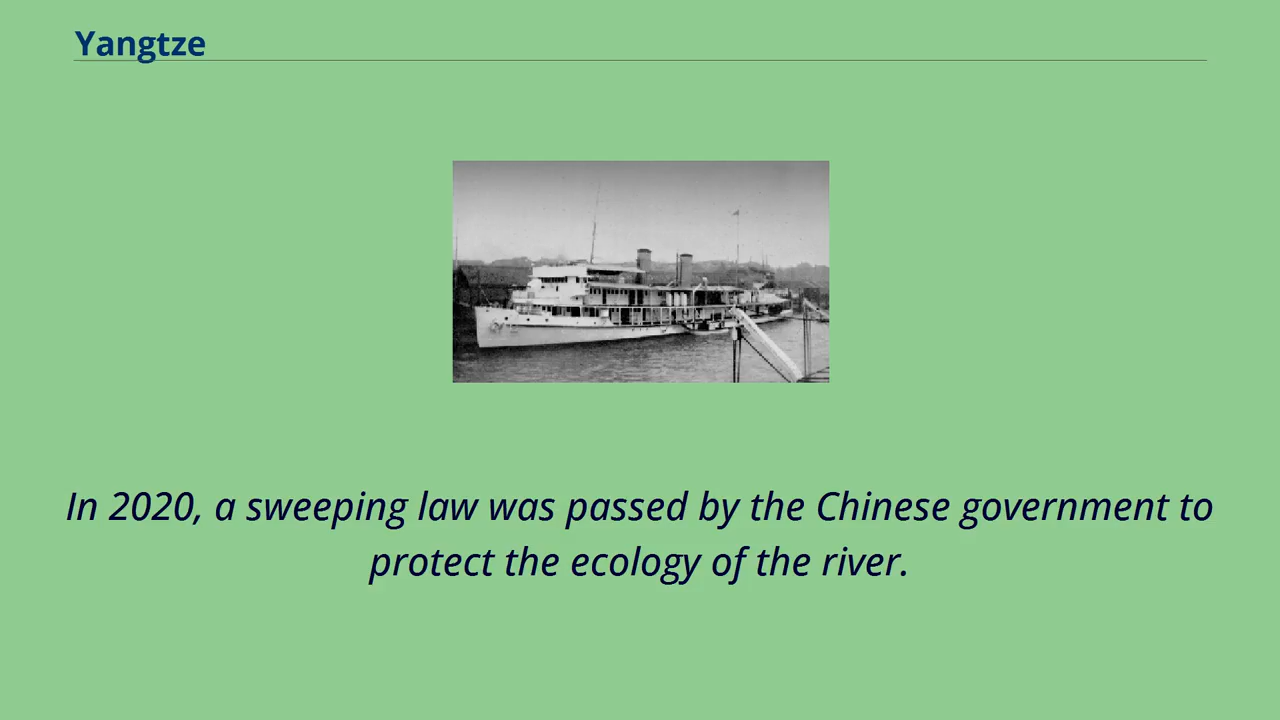 Yangtze
In 2020, a sweeping law was passed by the Chinese government to
protect the ecology of the river.